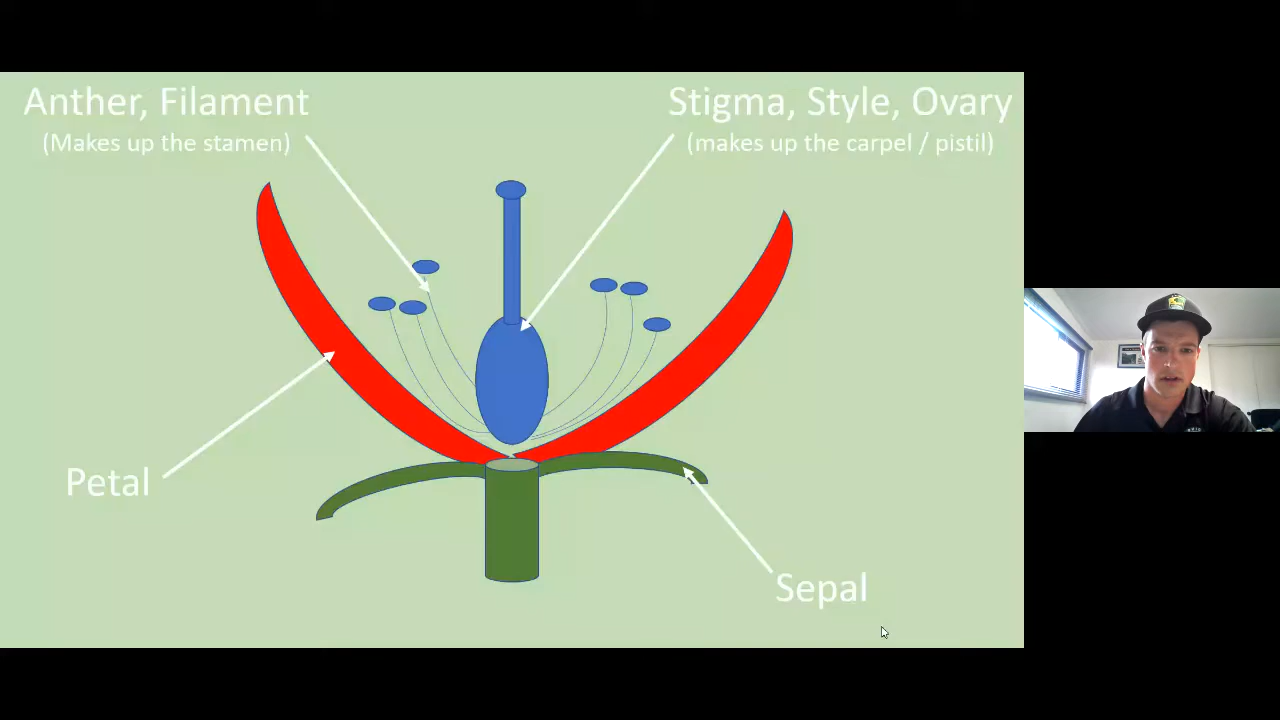 Anther, Filament
(Makes up the stamen)
Stigma, Style, Ovary
(makes up the carpel / pistil)
Petal
Sepal